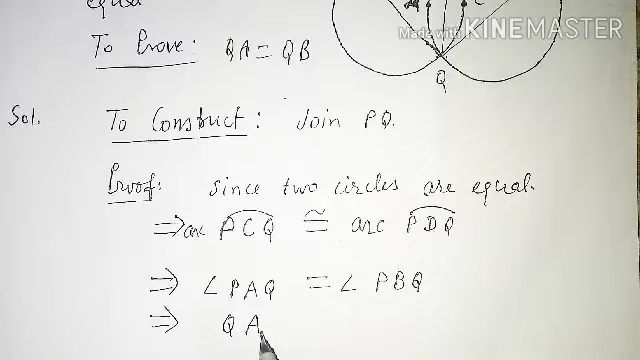 equal
Made with KINEMASTER
To Prove: QA = QB
Q
Sol. To Construct: Join PQ.
Proof: Since two circles are equal.
⇒ arc PCQ ≅ arc PDQ
⇒ ∠PAQ = ∠PBQ
⇒ QA